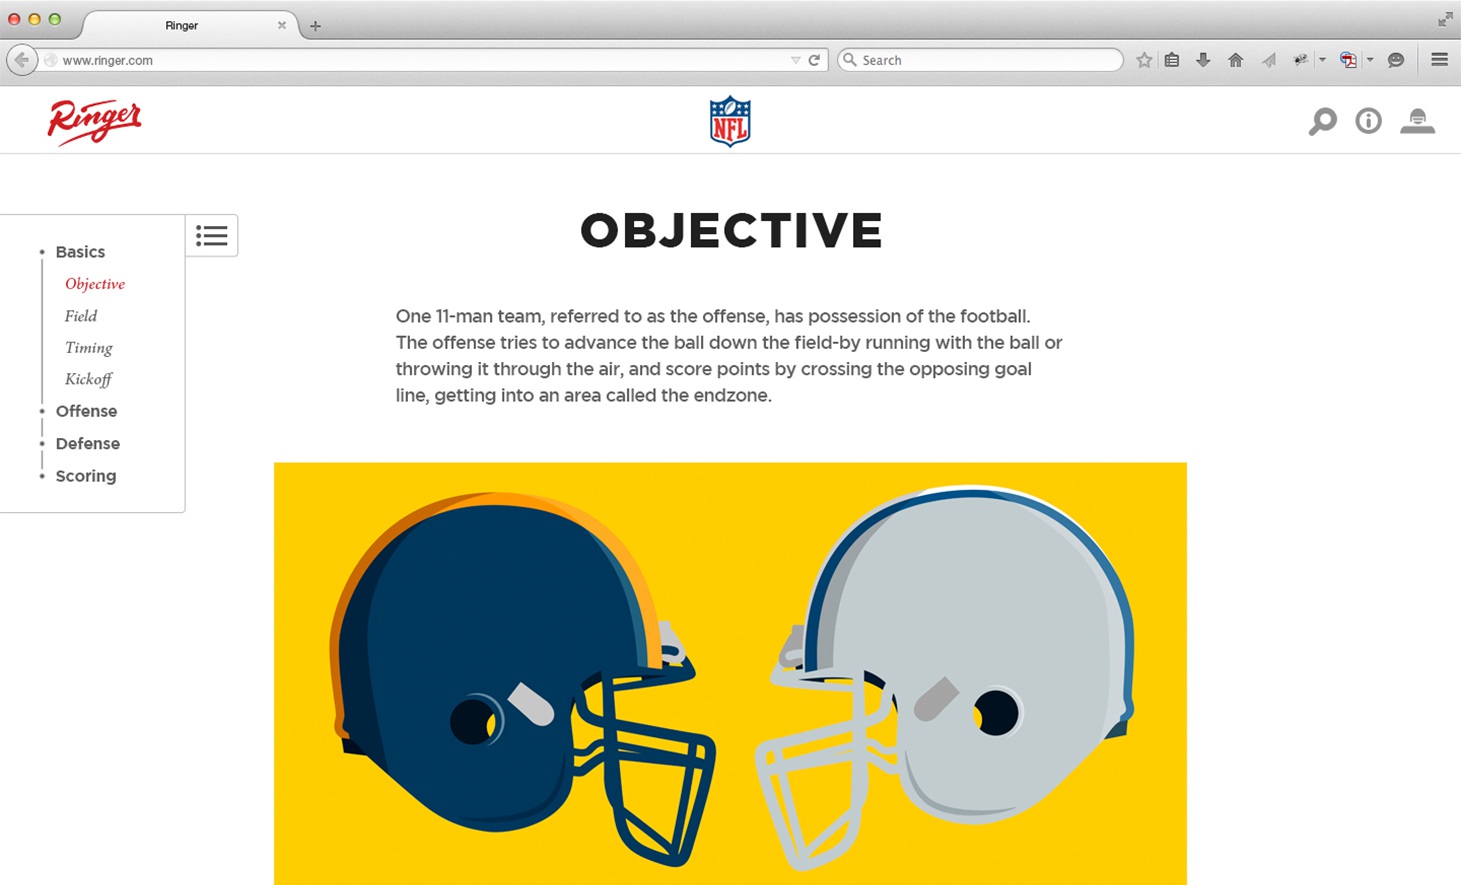 Ringer
www.ringer.com
Search
Ringer
NFL
OBJECTIVE
Basics
Objective
Field
Timing
Kickoff
Offense
Defense
Scoring
One 11-man team, referred to as the offense, has possession of the football.
The offense tries to advance the ball down the field-by running with the ball or
throwing it through the air, and score points by crossing the opposing goal
line, getting into an area called the endzone.